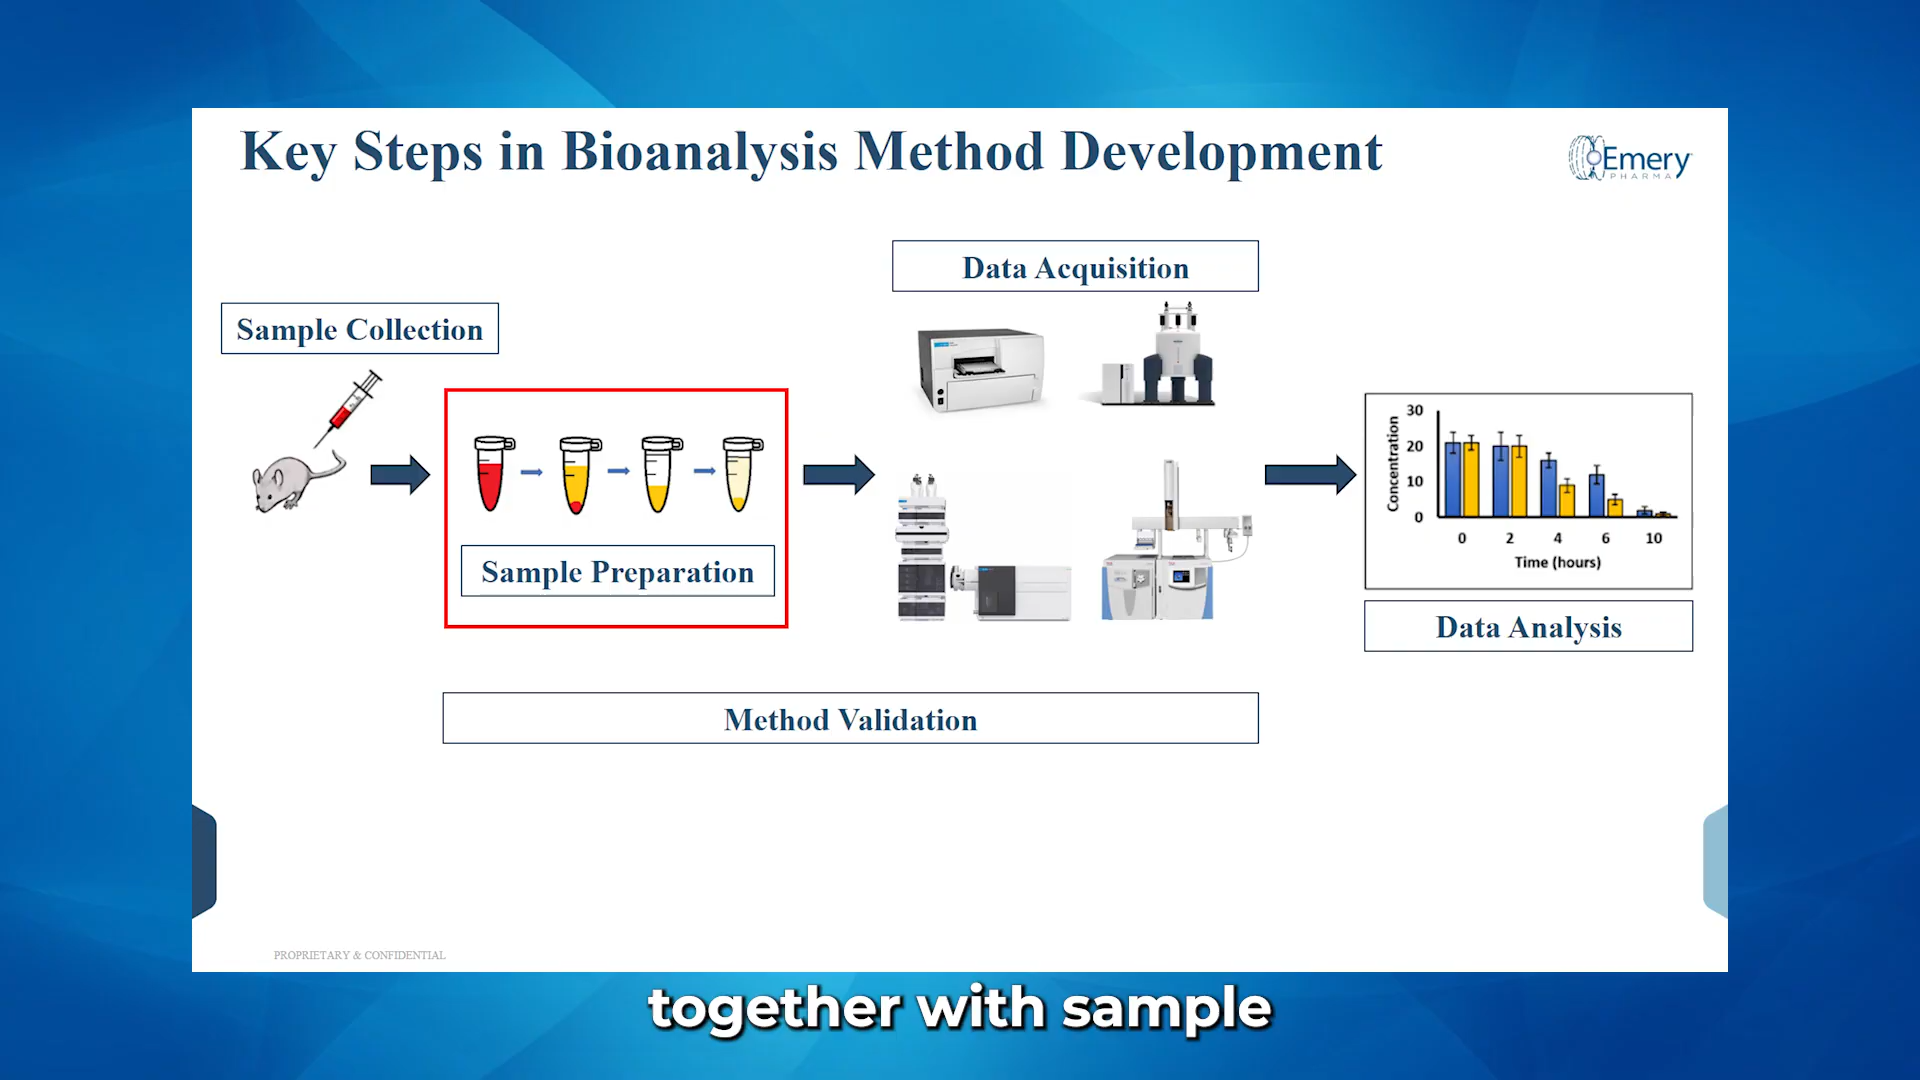 Key Steps in Bioanalysis Method Development
Emery
PHARMA
Data Acquisition
Sample Collection
Sample Preparation
Concentration
30
20
10
0
0 2 4 6 10
Time (hours)
Data Analysis
Method Validation
PROPRIETARY & CONFIDENTIAL
together with sample